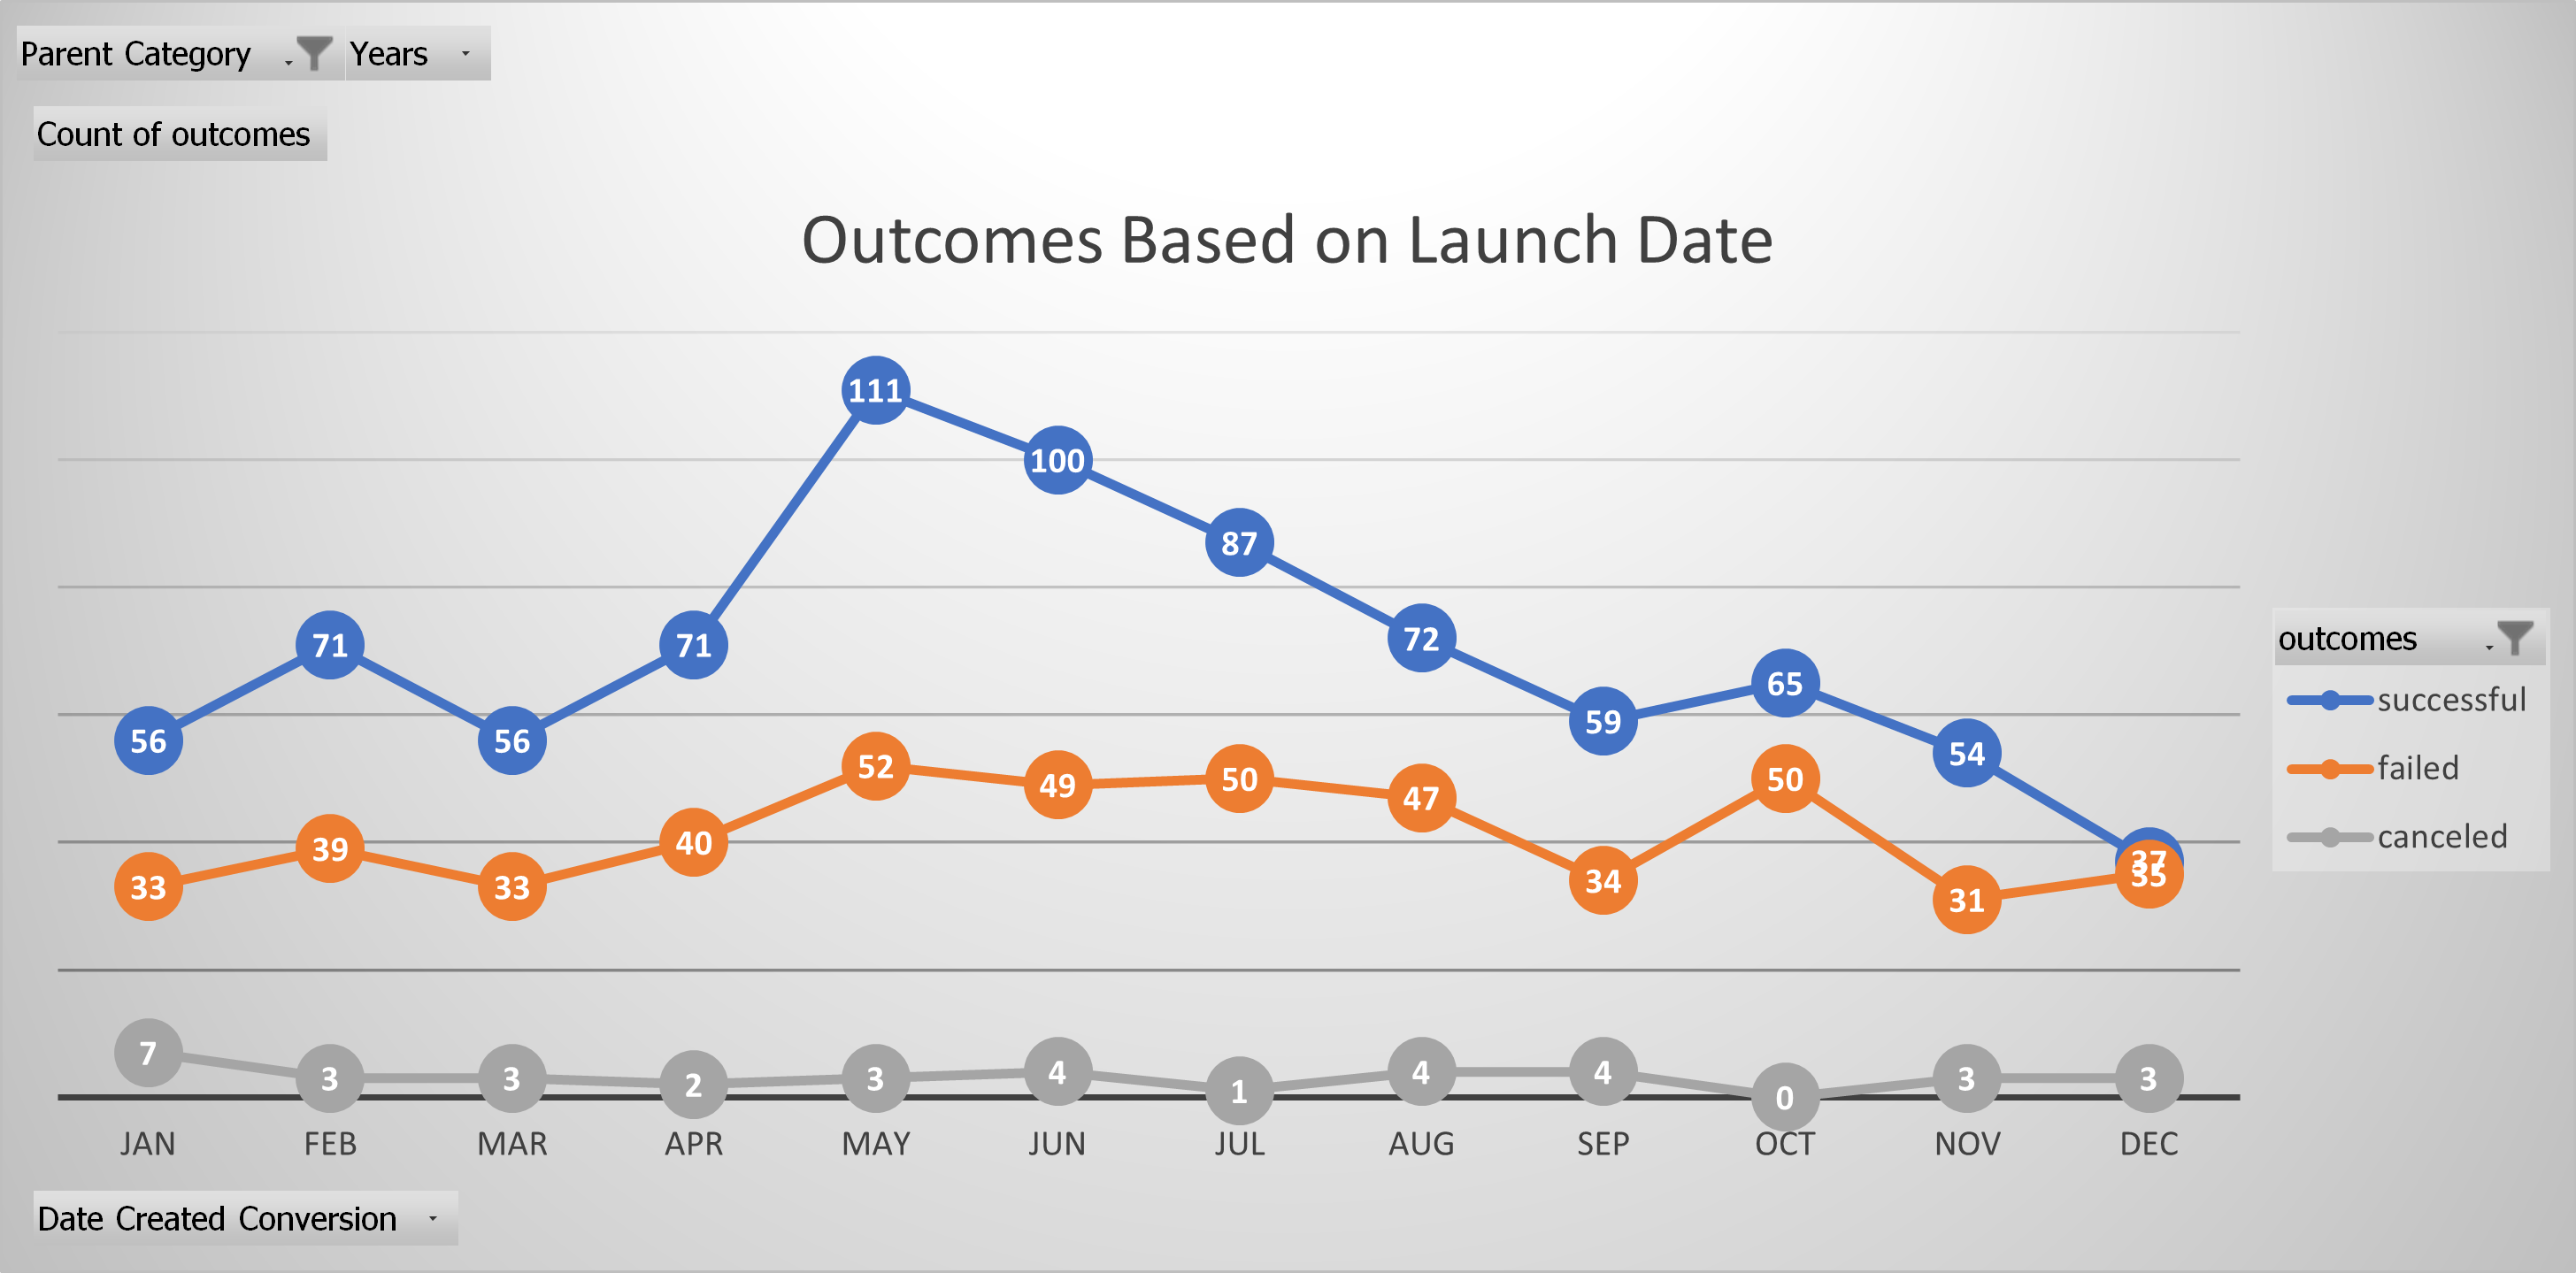 Parent Category Years
Count of outcomes
Outcomes Based on Launch Date
111
100
87
71 71 72
56 56 59 65 54 37
33 39 33 40 52 49 50 47 34 50 31 35
7 3 3 2 3 4 1 4 4 0 3 3
JAN FEB MAR APR MAY JUN JUL AUG SEP OCT NOV DEC
outcomes
successful
failed
canceled
Date Created Conversion